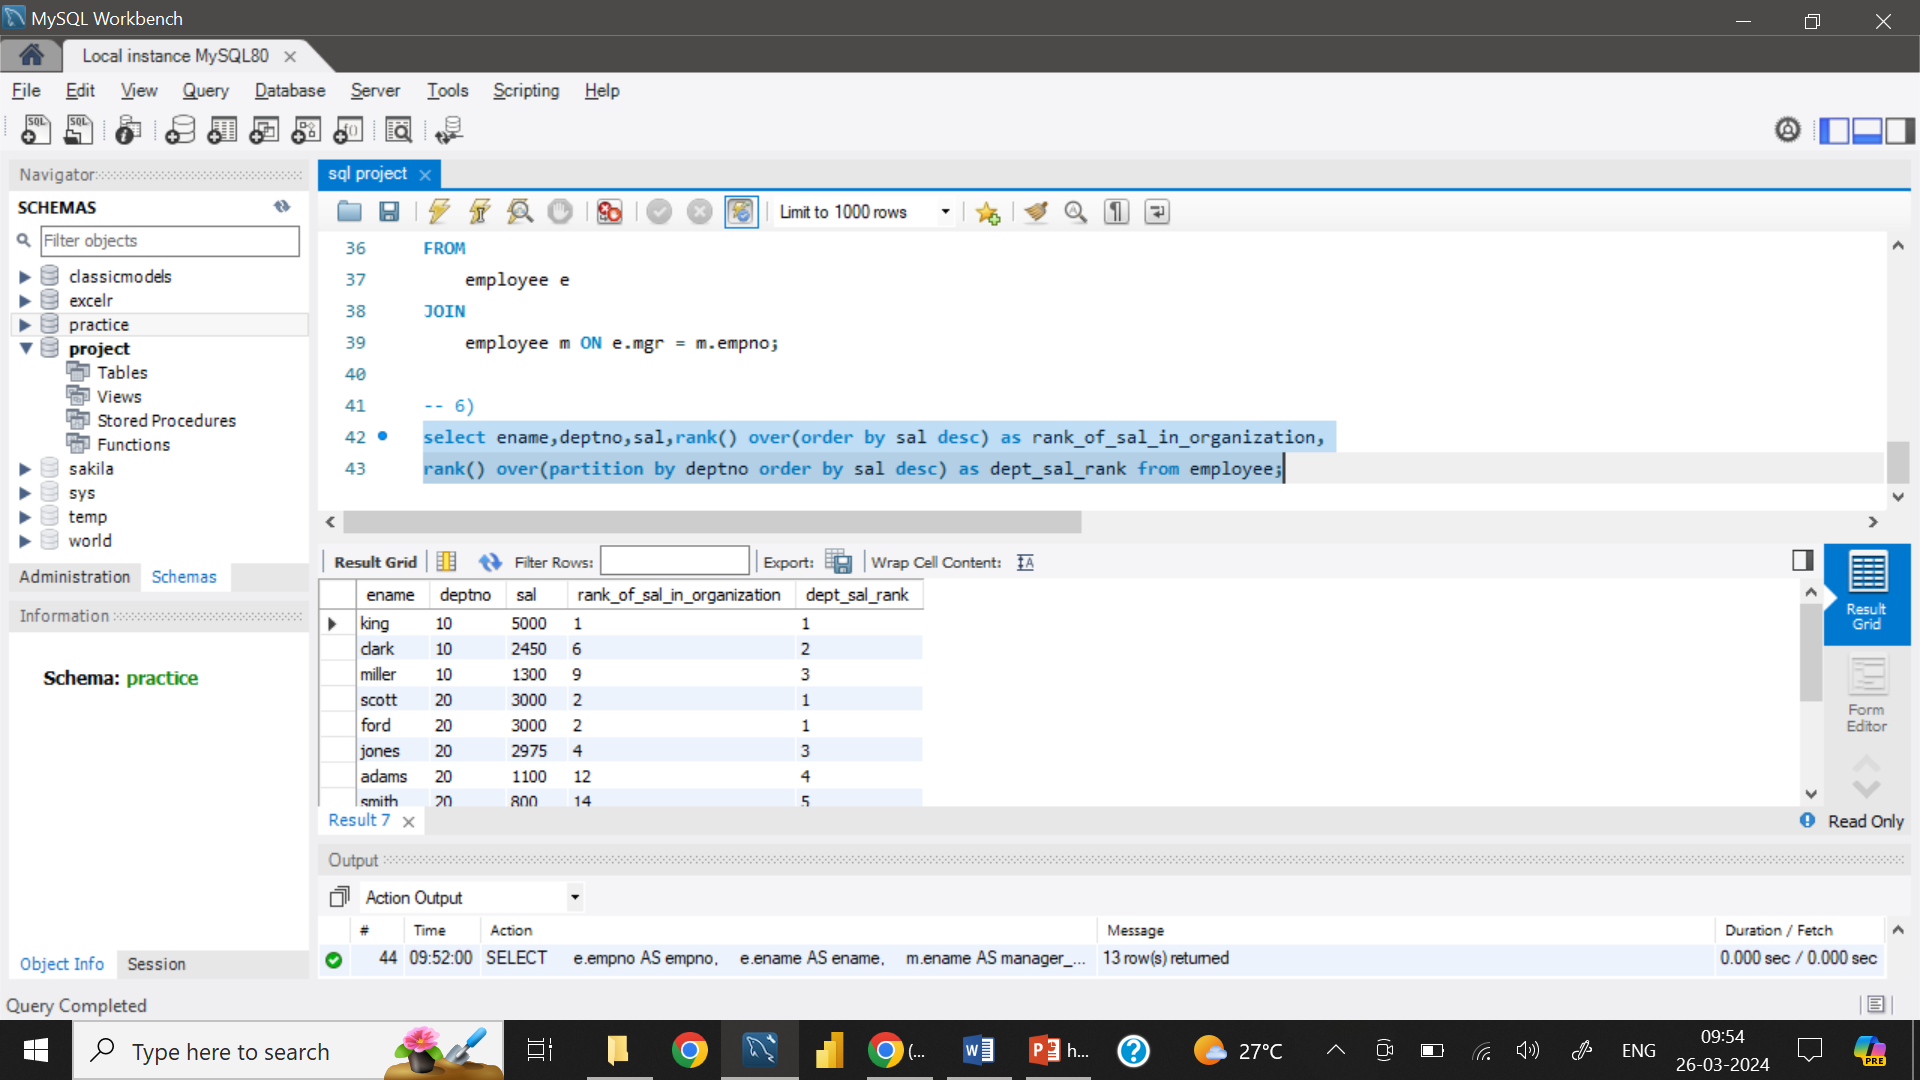 MySQL Workbench
Local instance MySQL80
File Edit View Query Database Server Tools Scripting Help
Navigator
SCHEMAS
Filter objects
classicmodels
excelr
practice
project
Tables
Views
Stored Procedures
Functions
sakila
sys
temp
world
Administration Schemas
Information
Schema: practice
Object Info Session
sql project
Limit to 1000 rows
36 FROM
37 employee e
38 JOIN
39 employee m ON e.mgr = m.empno;
40
41 -- 6)
42 select ename,deptno,sal,rank() over(order by sal desc) as rank_of_sal_in_organization,
43 rank() over(partition by deptno order by sal desc) as dept_sal_rank from employee;
Result Grid Filter Rows: Export: Wrap Cell Content:
ename deptno sal rank_of_sal_in_organization dept_sal_rank
king 10 5000 1 1
clark 10 2450 6 2
miller 10 1300 9 3
scott 20 3000 2 1
ford 20 3000 2 1
jones 20 2975 4 3
adams 20 1100 12 4
smith 20 800 14 5
Result Grid
Form Editor
Result 7
Read Only
Output
Action Output
# Time Action Message Duration / Fetch
44 09:52:00 SELECT e.empno AS empno, e.ename AS ename, m.ename AS manager_... 13 row(s) returned 0.000 sec / 0.000 sec
Query Completed
Type here to search
(...
h...
27°C
ENG
09:54
26-03-2024
PRE